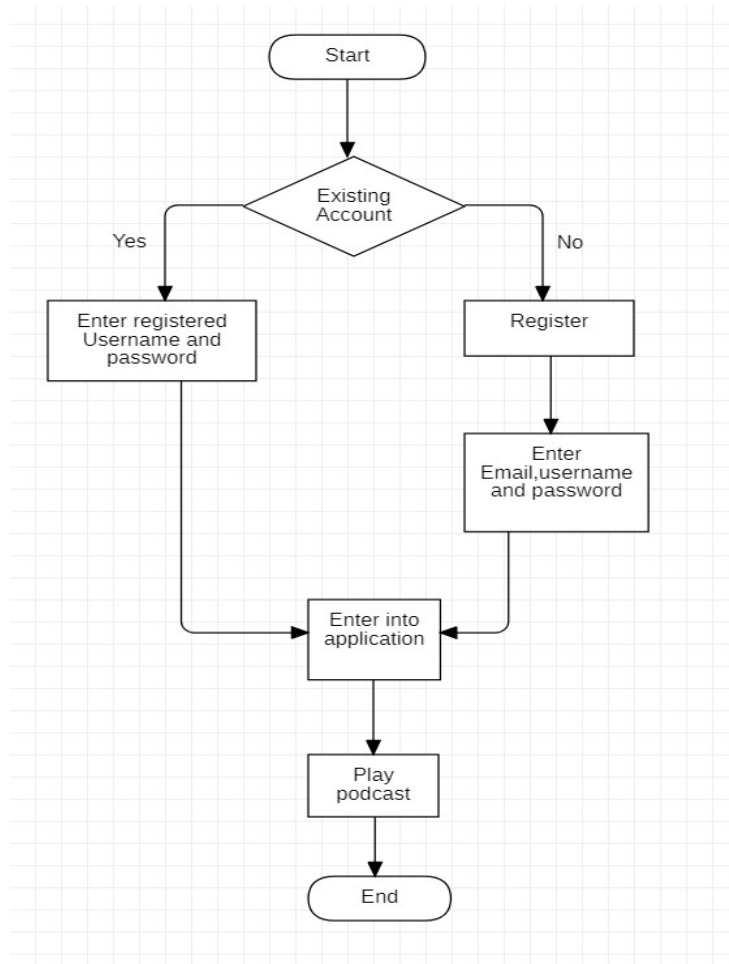 Start
Existing
Account
Yes
No
Enter registered
Username and
password
Register
Enter
Email,username
and password
Enter into
application
Play
podcast
End